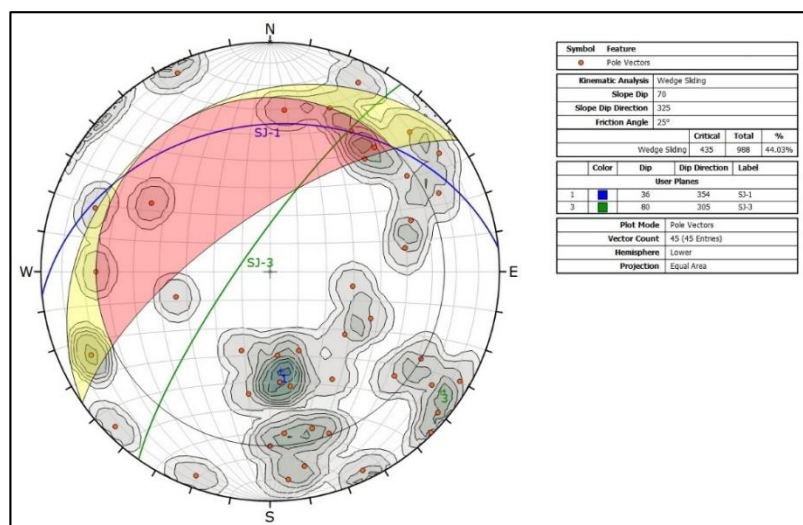 N
SJ-1
SJ-3
W
E
1
3
S
Symbol Feature
Pole Vectors
Kinematic Analysis Wedge Sliding
Slope Dip 70
Slope Dip Direction 325
Friction Angle 25°
Critical Total %
Wedge Sliding 435 988 44.03%
Color Dip Dip Direction Label
User Planes
1 36 354 SJ-1
3 80 305 SJ-3
Plot Mode Pole Vectors
Vector Count 45 (45 Entries)
Hemisphere Lower
Projection Equal Area